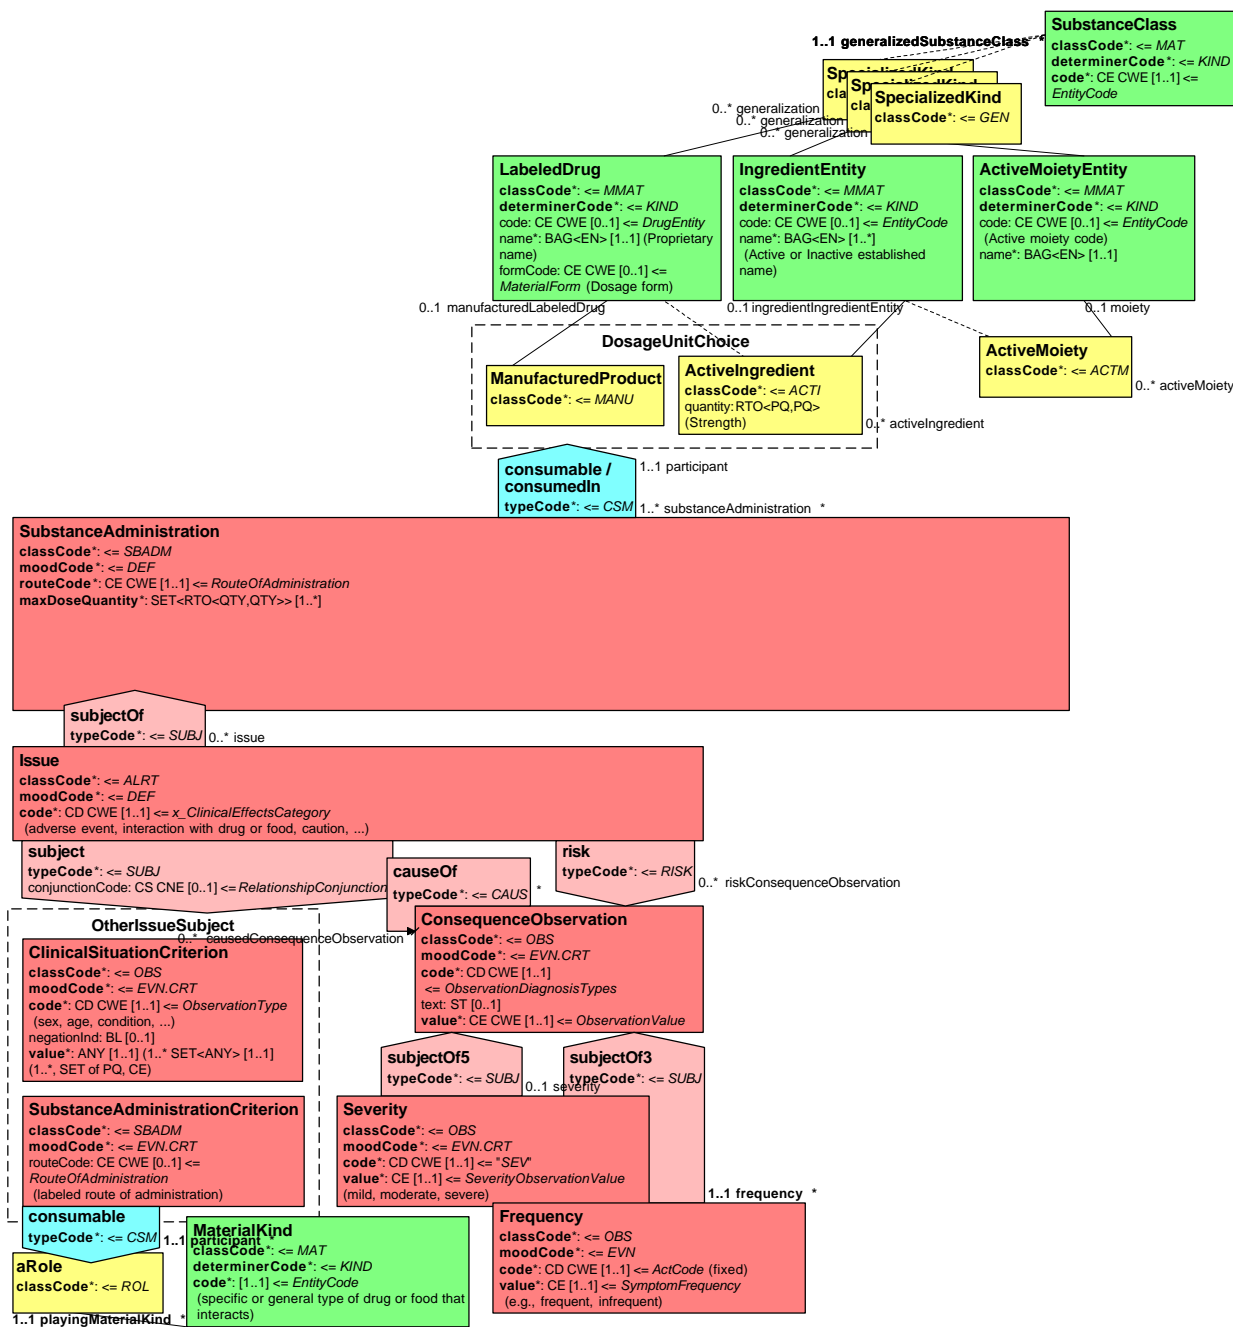 SubstanceClass
classCode*: <= MAT
determinerCode*: <= KIND
code*: CE CWE [1..1] <=
EntityCode
1..1 generalizedSubstanceClass *
SpecializedKind
cla
SpecializedKind
cla
SpecializedKind
classCode*: <= GEN
0..* generalization
0..* generalization
0..* generalization
LabeledDrug
classCode*: <= MMAT
determinerCode*: <= KIND
code: CE CWE [0..1] <= DrugEntity
name*: BAG<EN> [1..1] (Proprietary
name)
formCode: CE CWE [0..1] <=
MaterialForm (Dosage form)
IngredientEntity
classCode*: <= MMAT
determinerCode*: <= KIND
code: CE CWE [0..1] <= EntityCode
name*: BAG<EN> [1..*]
(Active or Inactive established
name)
ActiveMoietyEntity
classCode*: <= MMAT
determinerCode*: <= KIND
code: CE CWE [0..1] <= EntityCode
(Active moiety code)
name*: BAG<EN> [1..1]
0..1 manufacturedLabeledDrug
0..1 ingredientIngredientEntity
0..1 moiety
DosageUnitChoice
ManufacturedProduct
classCode*: <= MANU
ActiveIngredient
classCode*: <= ACTI
quantity: RTO<PQ,PQ>
(Strength)
0..* activeIngredient
ActiveMoiety
classCode*: <= ACTM
0..* activeMoiety
consumable /
consumedIn
typeCode*: <= CSM
1..1 participant
1..* substanceAdministration *
SubstanceAdministration
classCode*: <= SBADM
moodCode*: <= DEF
routeCode*: CE CWE [1..1] <= RouteOfAdministration
maxDoseQuantity*: SET<RTO<QTY,QTY>> [1..*]
subjectOf
typeCode*: <= SUBJ
0..* issue
Issue
classCode*: <= ALRT
moodCode*: <= DEF
code*: CD CWE [1..1] <= x_ClinicalEffectsCategory
(adverse event, interaction with drug or food, caution, ...)
subject
typeCode*: <= SUBJ
conjunctionCode: CS CNE [0..1] <= RelationshipConjunction
causeOf
typeCode*: <= CAUS *
risk
typeCode*: <= RISK
0..* riskConsequenceObservation
OtherIssueSubject
0..* causedConsequenceObservation
ConsequenceObservation
classCode*: <= OBS
moodCode*: <= EVN.CRT
code*: CD CWE [1..1]
<= ObservationDiagnosisTypes
text: ST [0..1]
value*: CE CWE [1..1] <= ObservationValue
ClinicalSituationCriterion
classCode*: <= OBS
moodCode*: <= EVN.CRT
code*: CD CWE [1..1] <= ObservationType
(sex, age, condition, ...)
negationInd: BL [0..1]
value*: ANY [1..1] (1..* SET<ANY> [1..1]
(1..*, SET of PQ, CE)
subjectOf5
typeCode*: <= SUBJ
0..1 severity
subjectOf3
typeCode*: <= SUBJ
SubstanceAdministrationCriterion
classCode*: <= SBADM
moodCode*: <= EVN.CRT
routeCode: CE CWE [0..1] <=
RouteOfAdministration
(labeled route of administration)
Severity
classCode*: <= OBS
moodCode*: <= EVN.CRT
code*: CD CWE [1..1] <= "SEV"
value*: CE [1..1] <= SeverityObservationValue
(mild, moderate, severe)
1..1 frequency *
consumable
typeCode*: <= CSM
1..1 participant *
aRole
classCode*: <= ROL
1..1 playingMaterialKind *
MaterialKind
classCode*: <= MAT
determinerCode*: <= KIND
code*: [1..1] <= EntityCode
(specific or general type of drug or food that
interacts)
Frequency
classCode*: <= OBS
moodCode*: <= EVN
code*: CD CWE [1..1] <= ActCode (fixed)
value*: CE [1..1] <= SymptomFrequency
(e.g., frequent, infrequent)